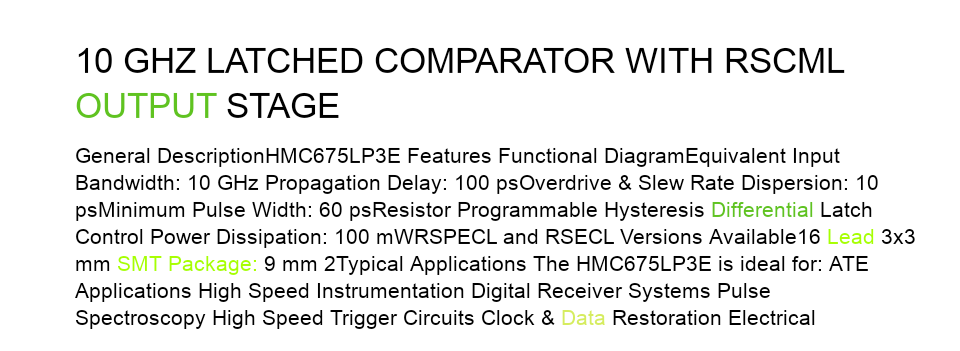 10 GHZ LATCHED COMPARATOR WITH RSCML
OUTPUT STAGE
General DescriptionHMC675LP3E Features Functional DiagramEquivalent Input
Bandwidth: 10 GHz Propagation Delay: 100 psOverdrive & Slew Rate Dispersion: 10
psMinimum Pulse Width: 60 psResistor Programmable Hysteresis Differential Latch
Control Power Dissipation: 100 mWRSPECL and RSECL Versions Available16 Lead 3x3
mm SMT Package: 9 mm 2Typical Applications The HMC675LP3E is ideal for: ATE
Applications High Speed Instrumentation Digital Receiver Systems Pulse
Spectroscopy High Speed Trigger Circuits Clock & Data Restoration Electrical